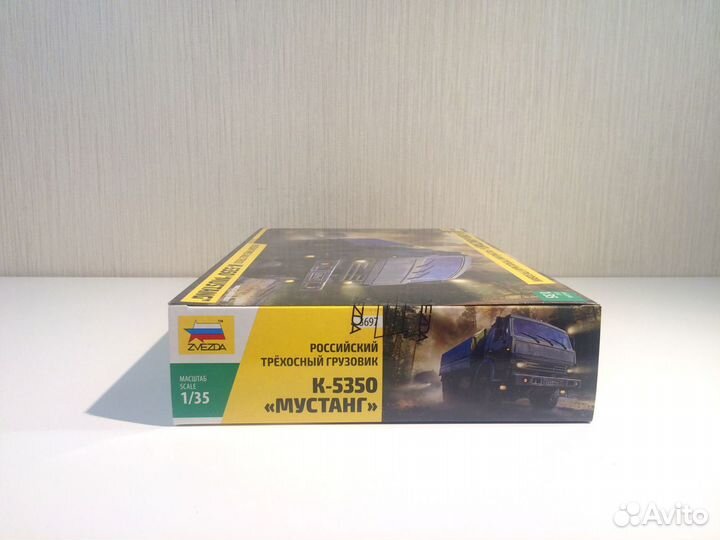 ZVEZDA
3697
РОССИЙСКИЙ
ТРЁХОСНЫЙ ГРУЗОВИК
К-5350
«МУСТАНГ»
МАСШТАБ
SCALE
1/35
Avito